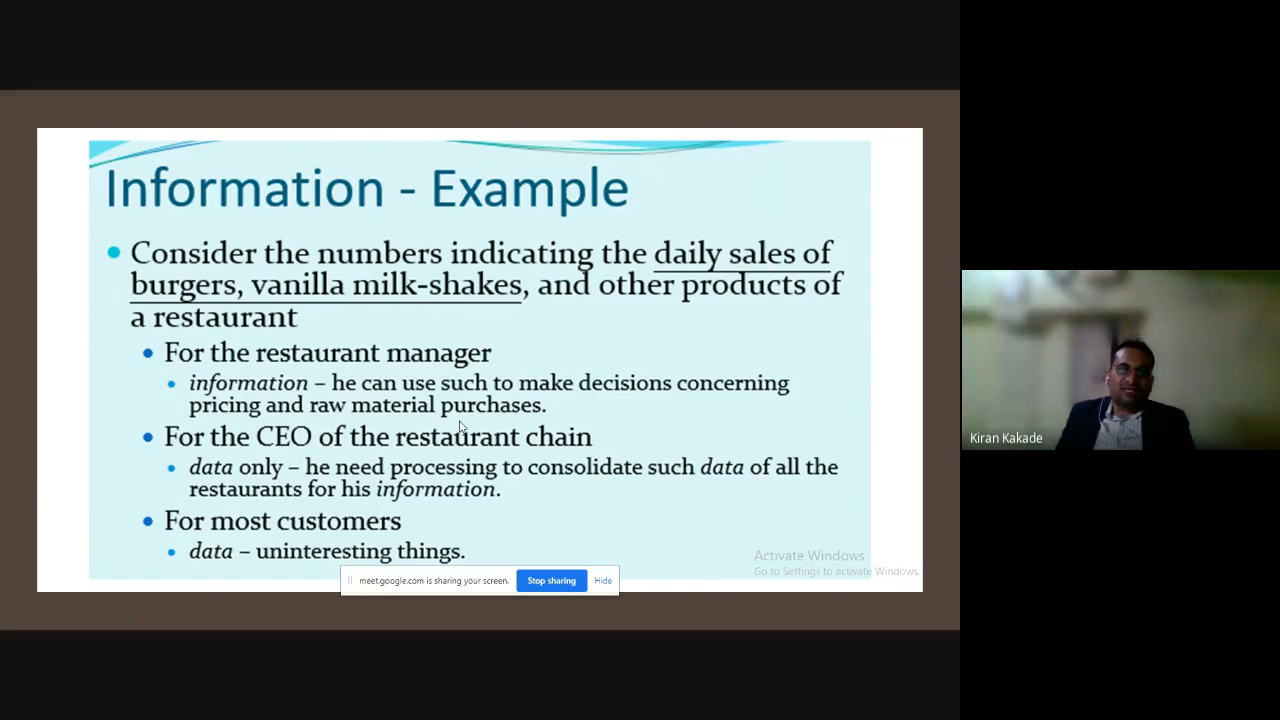 Information - Example
Consider the numbers indicating the daily sales of
burgers, vanilla milk-shakes, and other products of
a restaurant
For the restaurant manager
information – he can use such to make decisions concerning
pricing and raw material purchases.
For the CEO of the restaurant chain
data only – he need processing to consolidate such data of all the
restaurants for his information.
For most customers
data – uninteresting things.
Activate Windows
Go to Settings to activate Windows.
meet.google.com is sharing your screen. Stop sharing Hide
Kiran Kakade